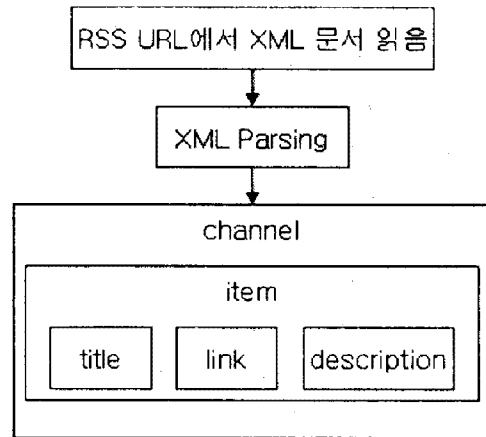 RSS URL에서 XML 문서 읽음
XML Parsing
channel
item
title link description